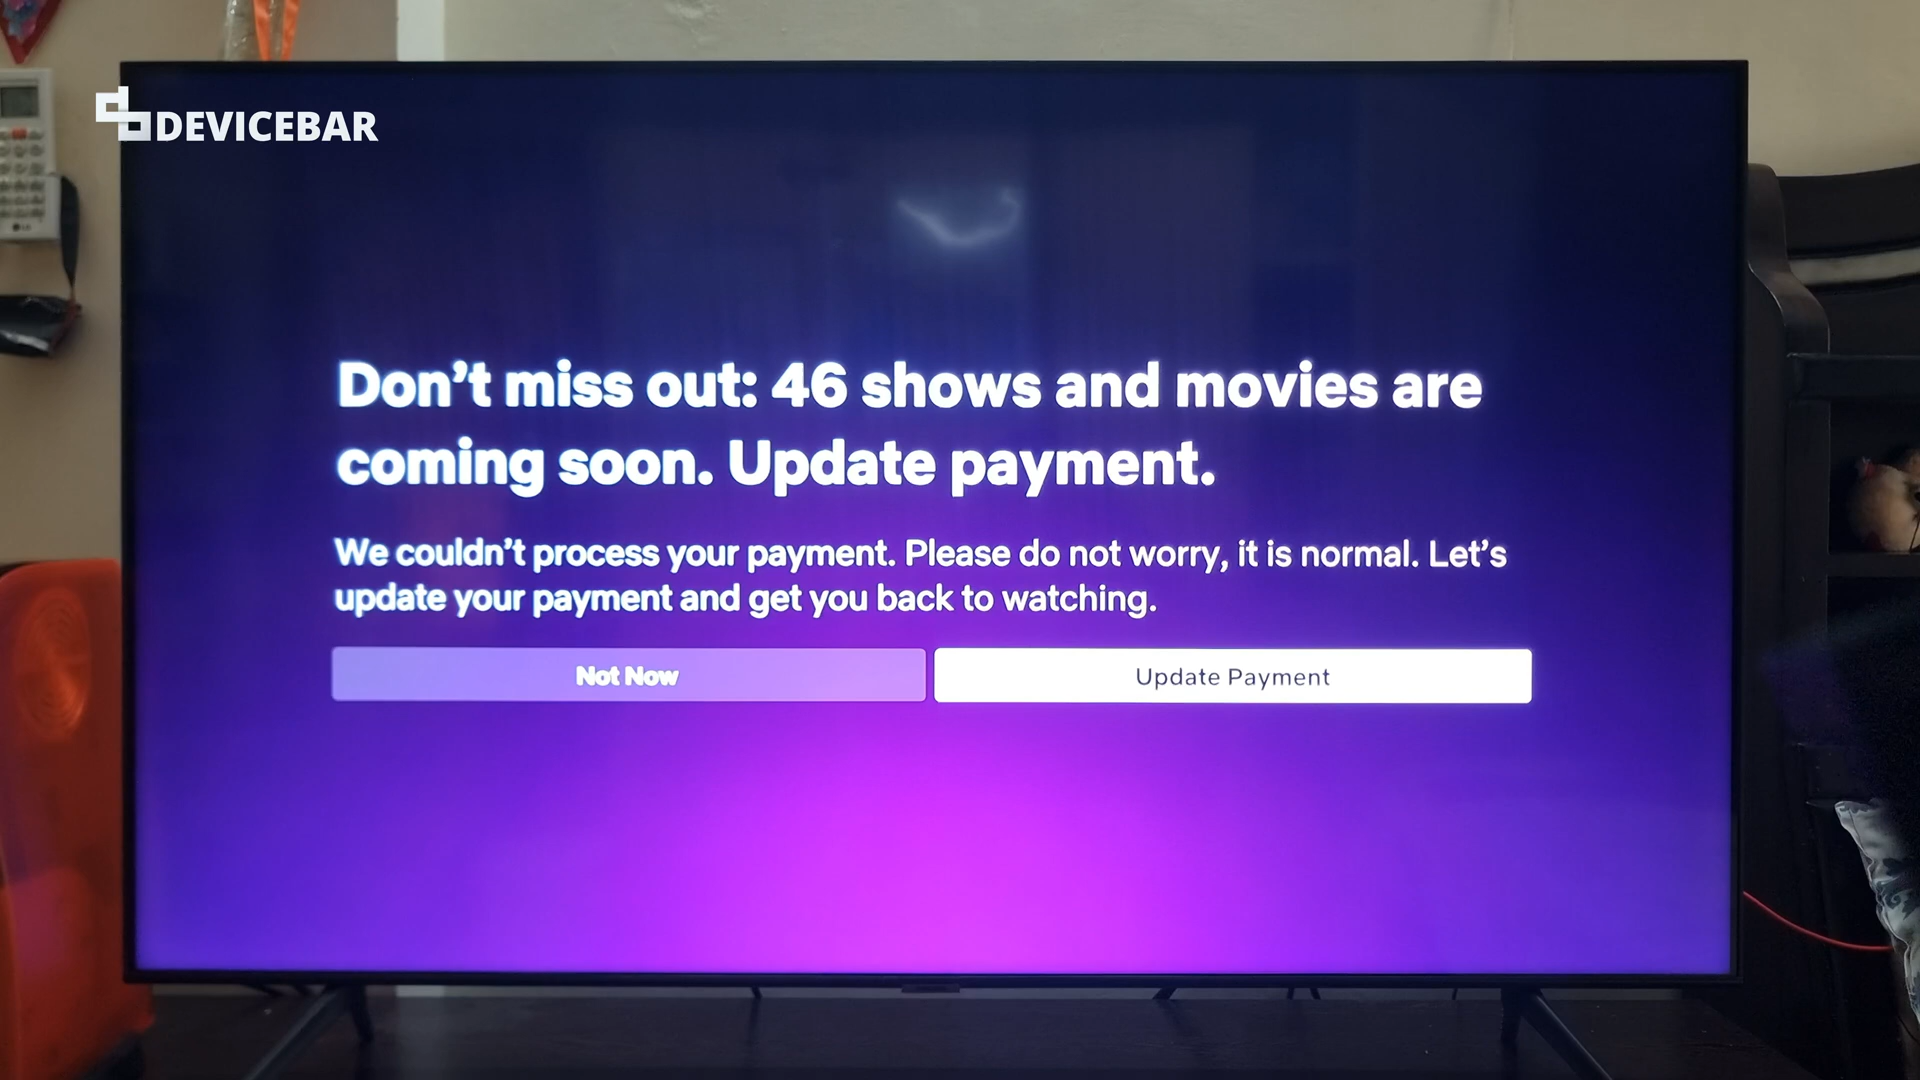 DEVICEBAR
Don't miss out: 46 shows and movies are
coming soon. Update payment.
We couldn't process your payment. Please do not worry, it is normal. Let's
update your payment and get you back to watching.
Not Now
Update Payment
LG